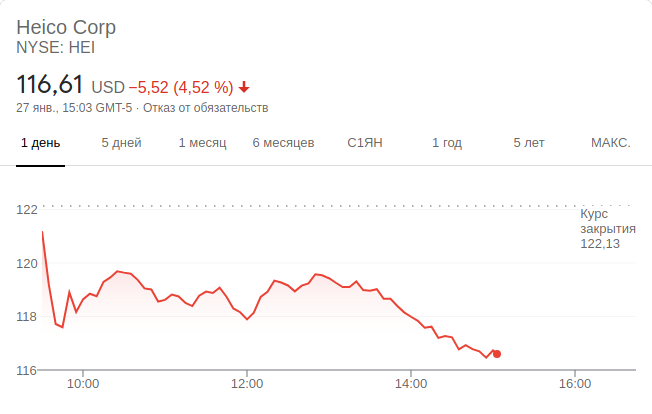 Heico Corp
NYSE: HEI
116,61 USD −5,52 (4,52 %)
27 янв., 15:03 GMT-5 · Отказ от обязательств
1 день 5 дней 1 месяц 6 месяцев С1ЯН 1 год 5 лет МАКС.
122
Курс
закрытия
122,13
120
118
116
10:00 12:00 14:00 16:00